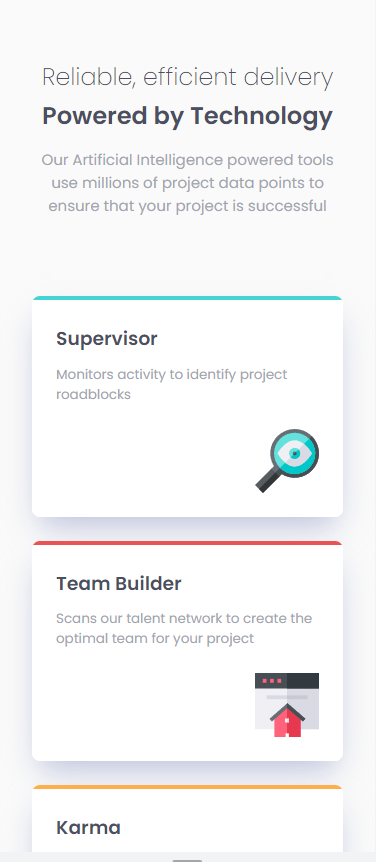 Reliable, efficient delivery
Powered by Technology
Our Artificial Intelligence powered tools
use millions of project data points to
ensure that your project is successful
Supervisor
Monitors activity to identify project
roadblocks
Team Builder
Scans our talent network to create the
optimal team for your project
Karma